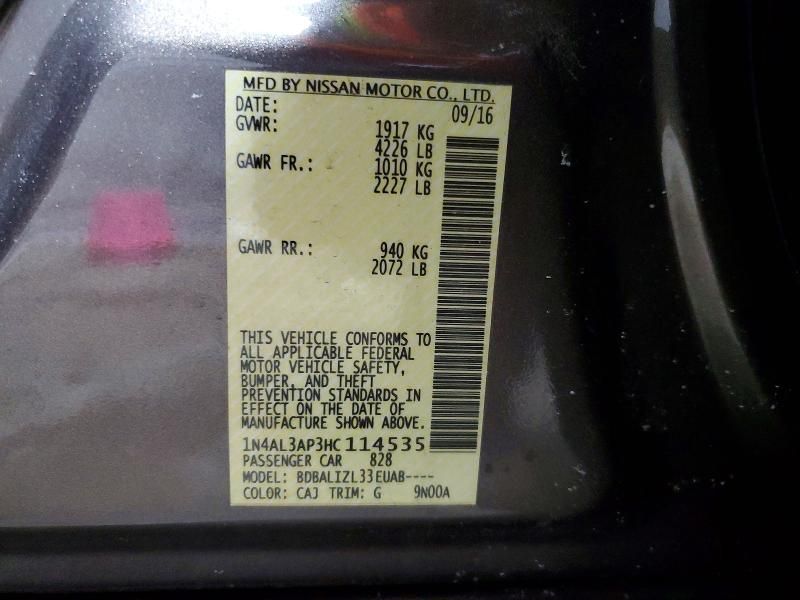 MFD BY NISSAN MOTOR CO., LTD.
DATE: 09/16
GVWR: 1917 KG
4226 LB
GAWR FR.: 1010 KG
2227 LB
GAWR RR.: 940 KG
2072 LB
THIS VEHICLE CONFORMS TO
ALL APPLICABLE FEDERAL
MOTOR VEHICLE SAFETY,
BUMPER, AND THEFT
PREVENTION STANDARDS IN
EFFECT ON THE DATE OF
MANUFACTURE SHOWN ABOVE.
1N4AL3AP3HC114535
PASSENGER CAR 828
MODEL: BDBALIZL33EUAB----
COLOR: CAJ TRIM: G 9N00A